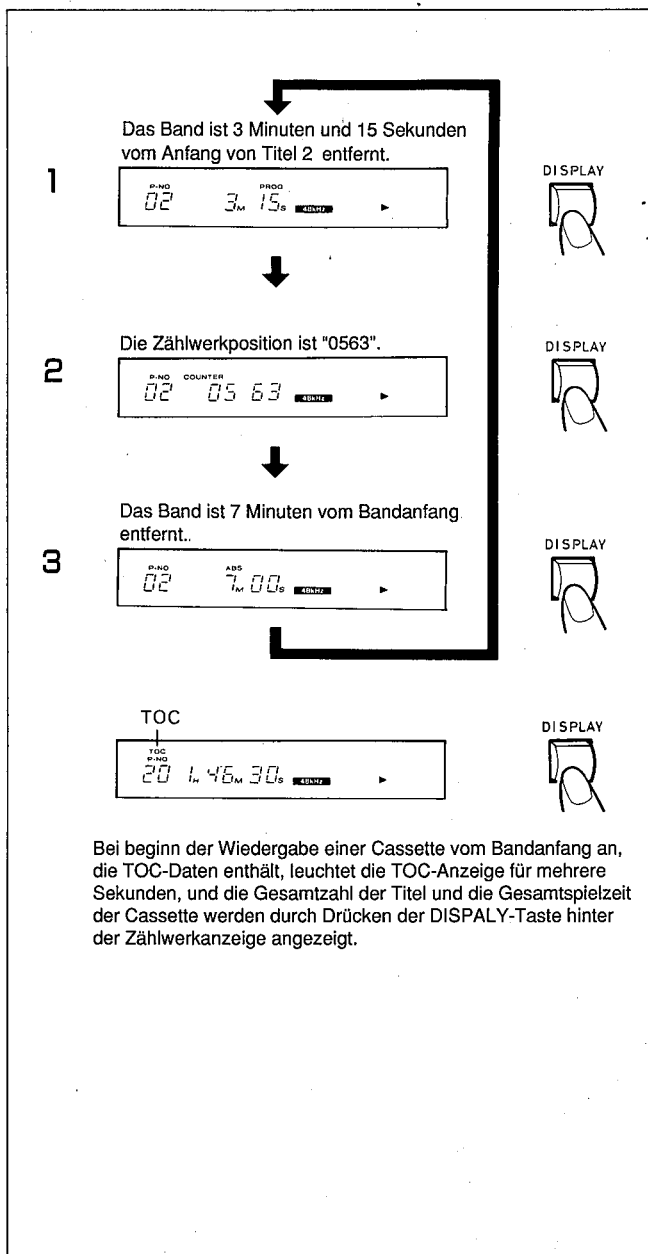 Das Band ist 3 Minuten und 15 Sekunden
vom Anfang von Titel 2 entfernt.
1
P-NO PROG
02 3M 15S 48kHz
DISPLAY
Die Zählwerkposition ist "0563".
2
P-NO COUNTER
02 05 63 48kHz
DISPLAY
Das Band ist 7 Minuten vom Bandanfang
entfernt..
3
P-NO ABS
02 7M 00S 48kHz
DISPLAY
TOC
TOC
P-NO
20 1H 46M 30S 48kHz
DISPLAY
Bei beginn der Wiedergabe einer Cassette vom Bandanfang an,
die TOC-Daten enthält, leuchtet die TOC-Anzeige für mehrere
Sekunden, und die Gesamtzahl der Titel und die Gesamtspielzeit
der Cassette werden durch Drücken der DISPALY-Taste hinter
der Zählwerkanzeige angezeigt.